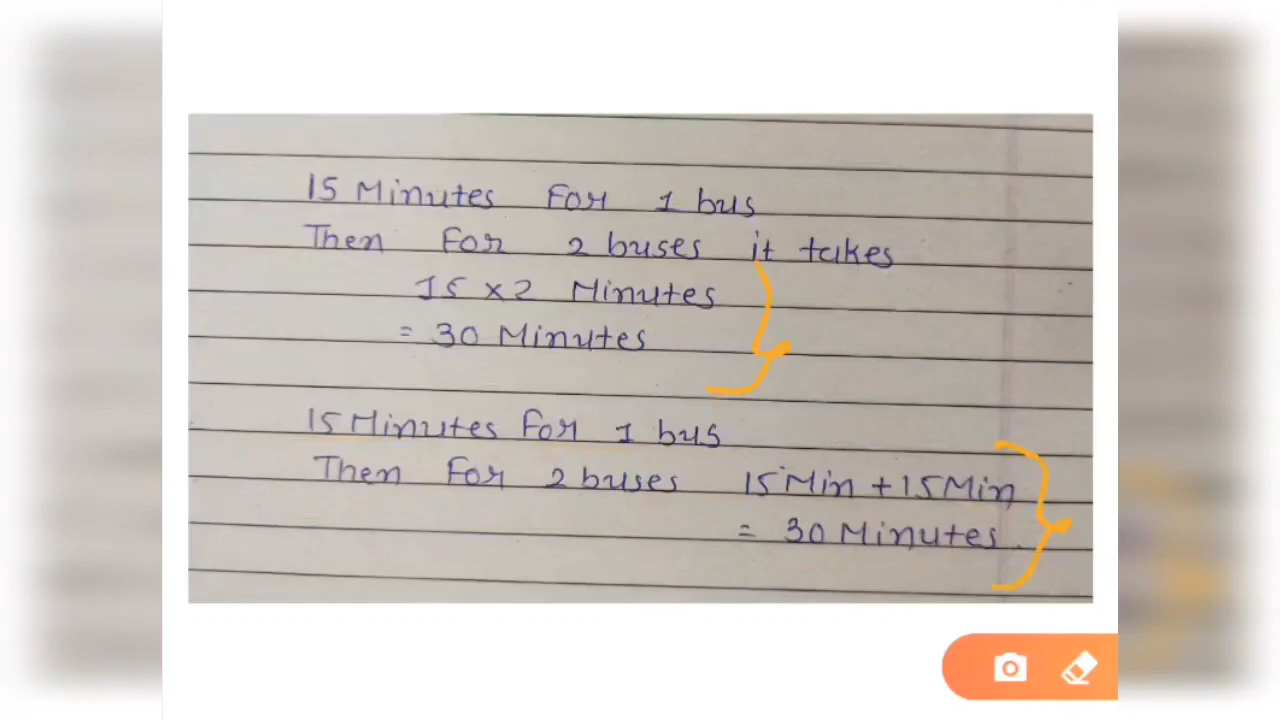 15 Minutes For 1 bus
Then For 2 buses it takes
15 x 2 Minutes
= 30 Minutes
15 Minutes For 1 bus
Then For 2 buses 15 Min + 15 Min
= 30 Minutes